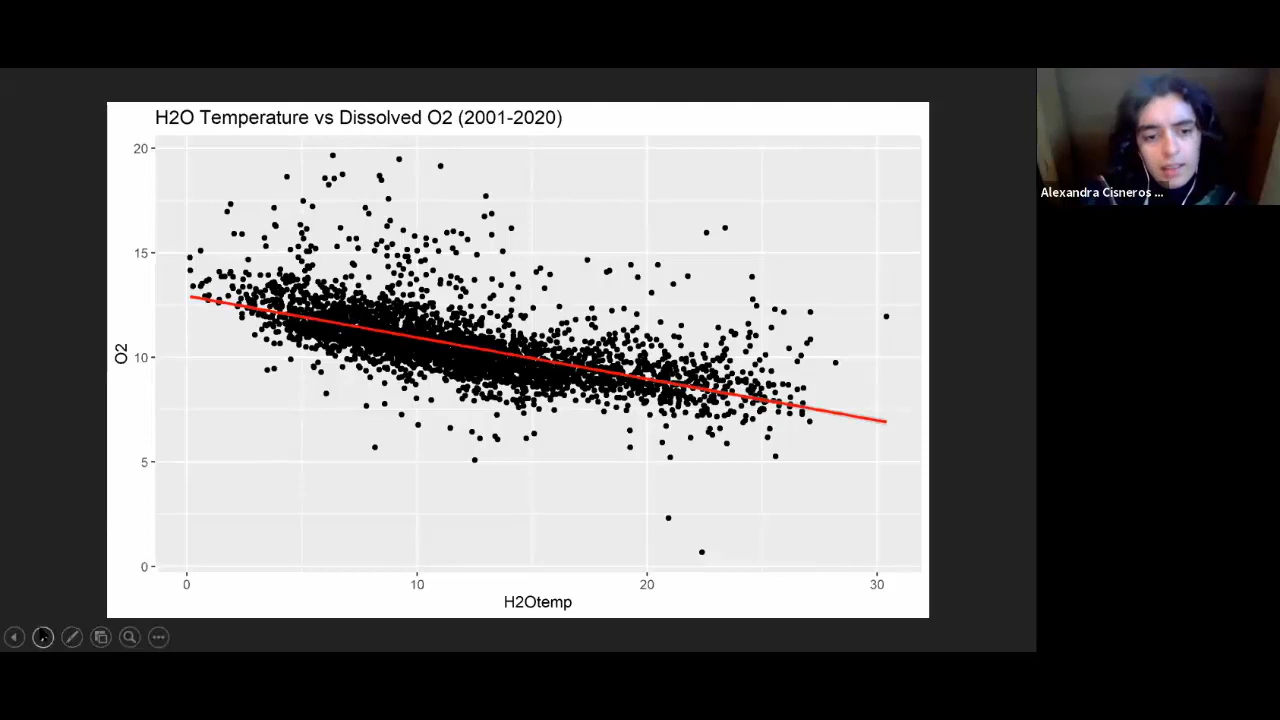 H2O Temperature vs Dissolved O2 (2001-2020)
20
15
10
5
0
O2
0 10 20 30
H2Otemp
Alexandra Cisneros ...